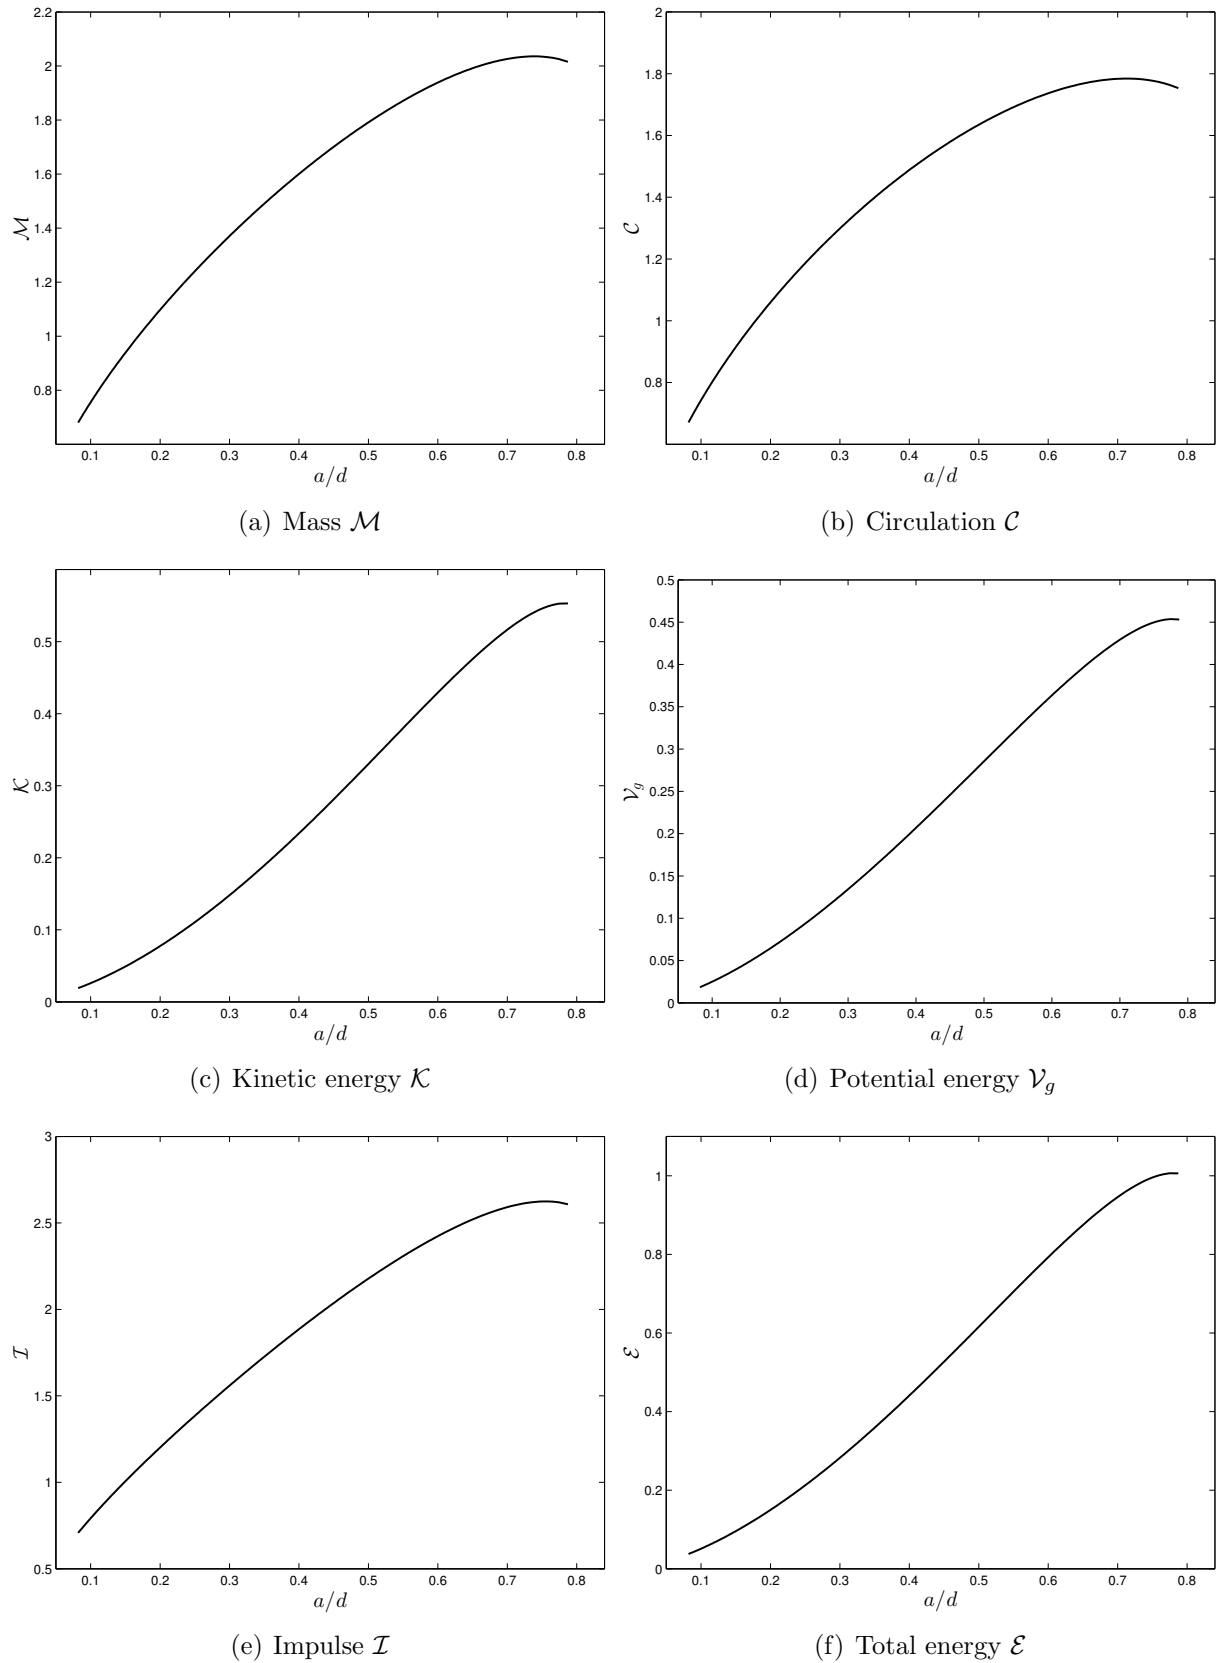 2.2
2
1.8
1.6
1.4
1.2
1
0.8
ℳ
0.1 0.2 0.3 0.4 0.5 0.6 0.7 0.8
a/d
(a) Mass ℳ
2
1.8
1.6
1.4
1.2
1
0.8
𝒞
0.1 0.2 0.3 0.4 0.5 0.6 0.7 0.8
a/d
(b) Circulation 𝒞
0.5
0.4
0.3
0.2
0.1
0
𝒦
0.1 0.2 0.3 0.4 0.5 0.6 0.7 0.8
a/d
(c) Kinetic energy 𝒦
0.5
0.45
0.4
0.35
0.3
0.25
0.2
0.15
0.1
0.05
0
𝒱g
0.1 0.2 0.3 0.4 0.5 0.6 0.7 0.8
a/d
(d) Potential energy 𝒱g
3
2.5
2
1.5
1
0.5
ℐ
0.1 0.2 0.3 0.4 0.5 0.6 0.7 0.8
a/d
(e) Impulse ℐ
1
0.8
0.6
0.4
0.2
0
ℰ
0.1 0.2 0.3 0.4 0.5 0.6 0.7 0.8
a/d
(f) Total energy ℰ